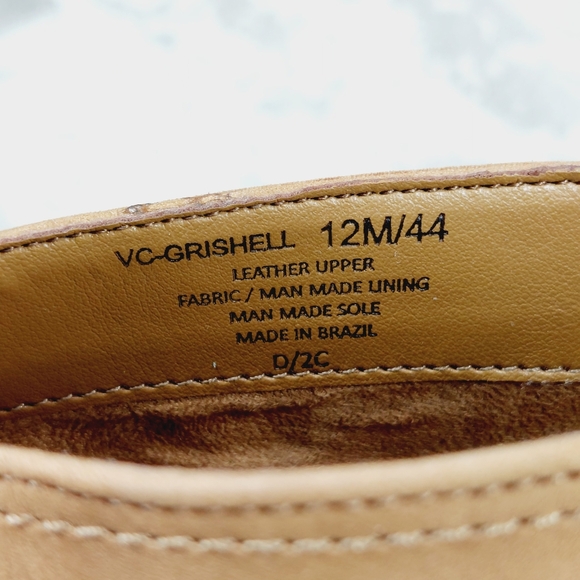 VC-GRISHELL 12M/44
LEATHER UPPER
FABRIC / MAN MADE LINING
MAN MADE SOLE
MADE IN BRAZIL
D/2C